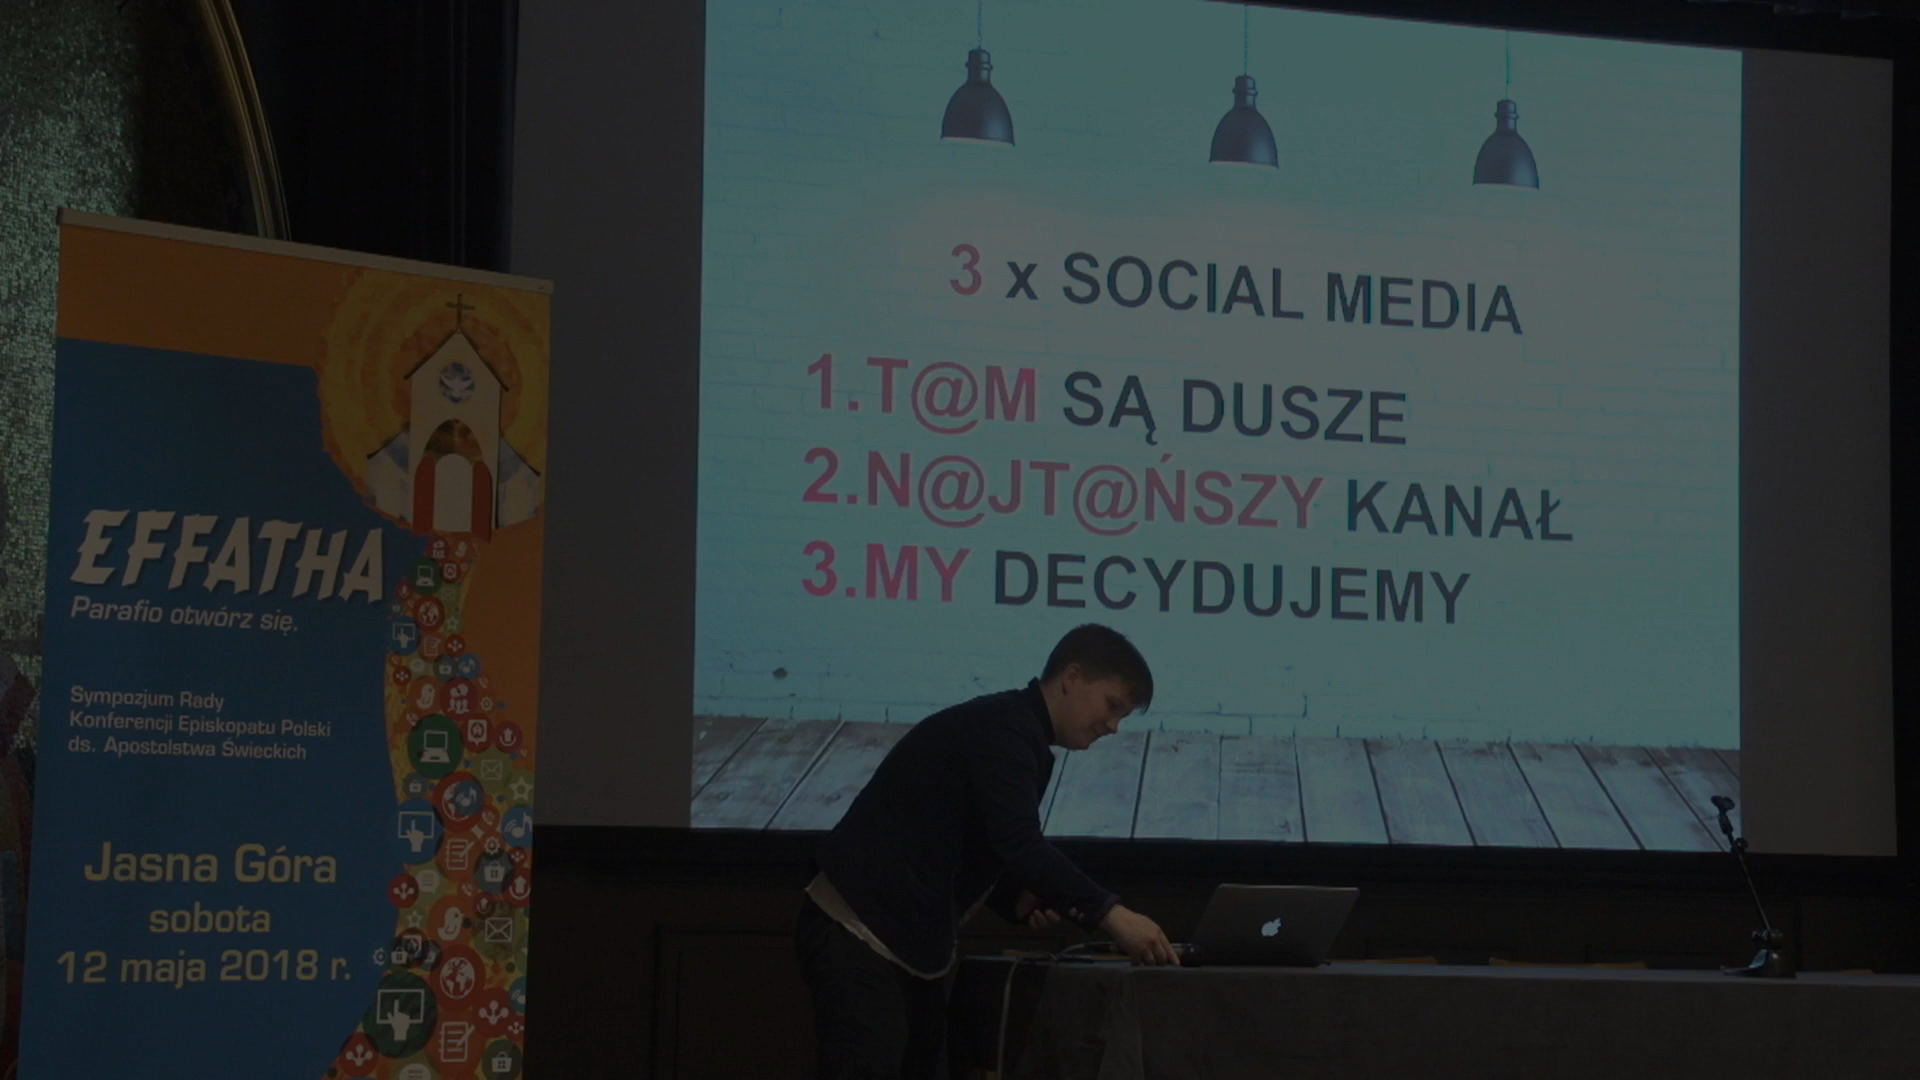 EFFATHA
Parafio otwórz się.
Sympozjum Rady
Konferencji Episkopatu Polski
ds. Apostolstwa Świeckich
Jasna Góra
sobota
12 maja 2018 r.
3 x SOCIAL MEDIA
1.T@M SĄ DUSZE
2.N@JT@ŃSZY KANAŁ
3.MY DECYDUJEMY